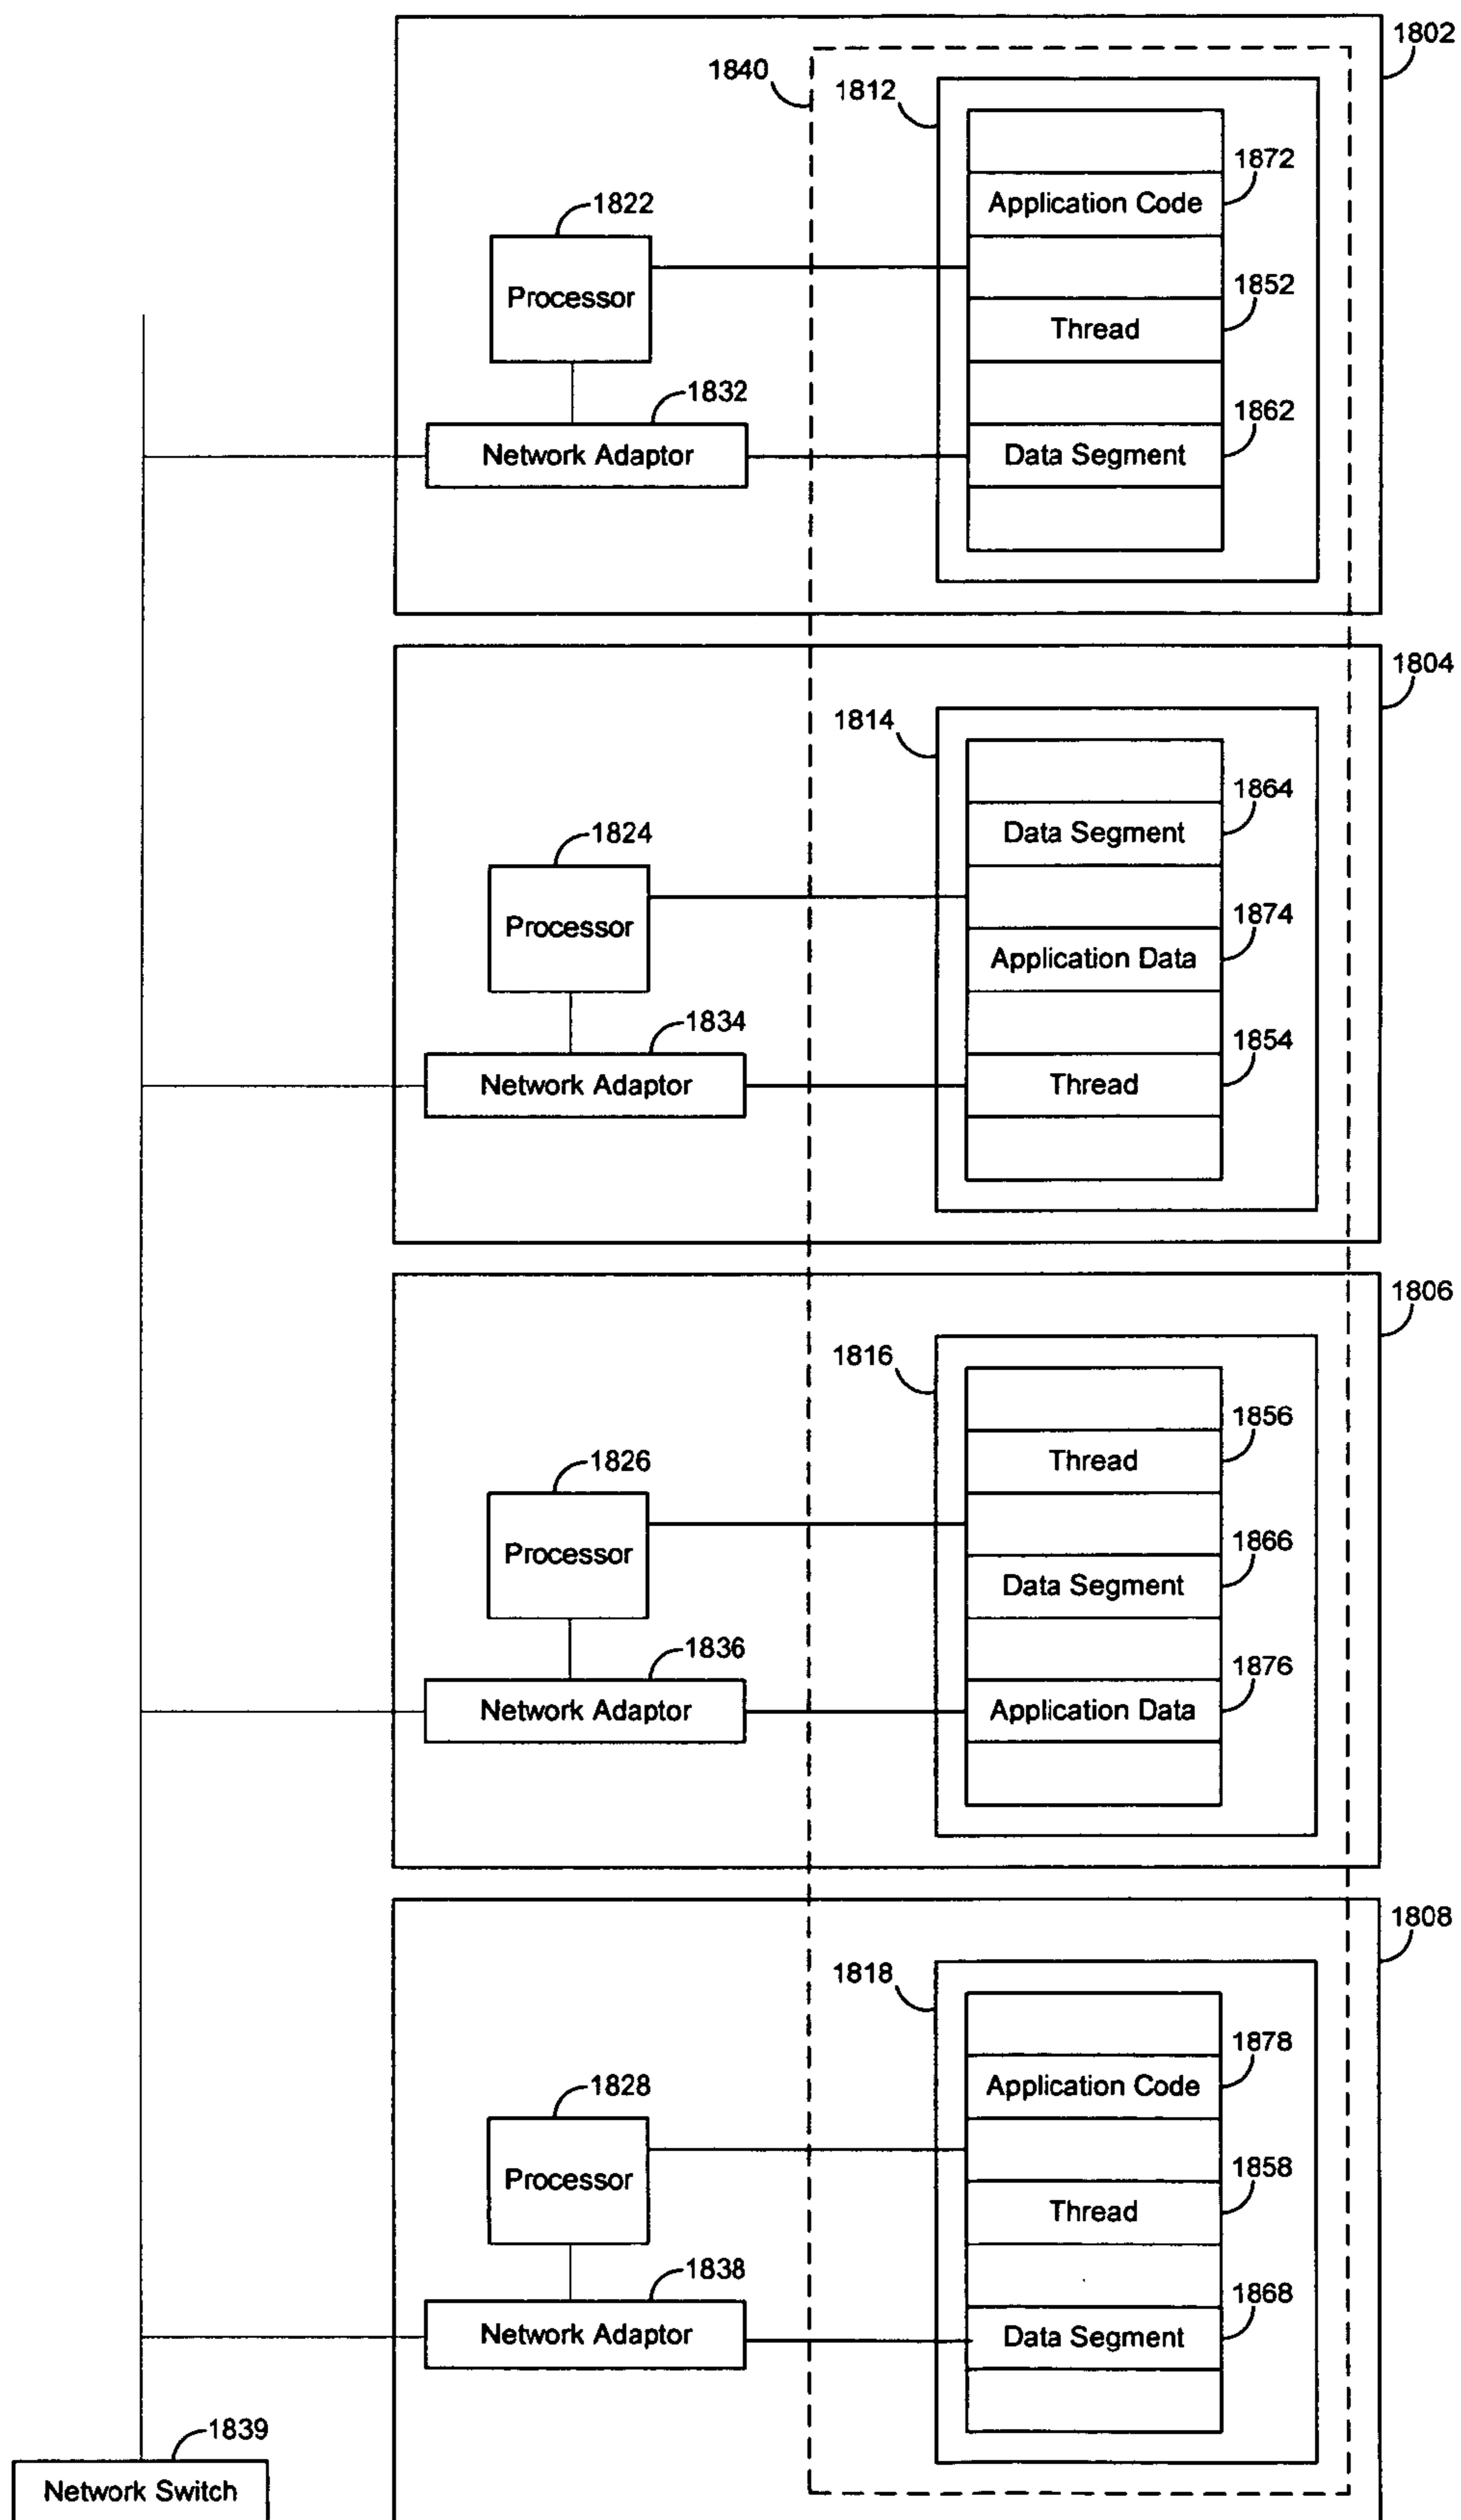 1802
1840
1812
1872
Application Code
1822
Processor
1852
Thread
1832
1862
Network Adaptor
Data Segment
1804
1814
1864
Data Segment
1824
Processor
1874
Application Data
1834
1854
Network Adaptor
Thread
1806
1816
1856
Thread
1826
Processor
1866
Data Segment
1836
1876
Network Adaptor
Application Data
1808
1818
1878
Application Code
1828
Processor
1858
Thread
1838
1868
Network Adaptor
Data Segment
1839
Network Switch